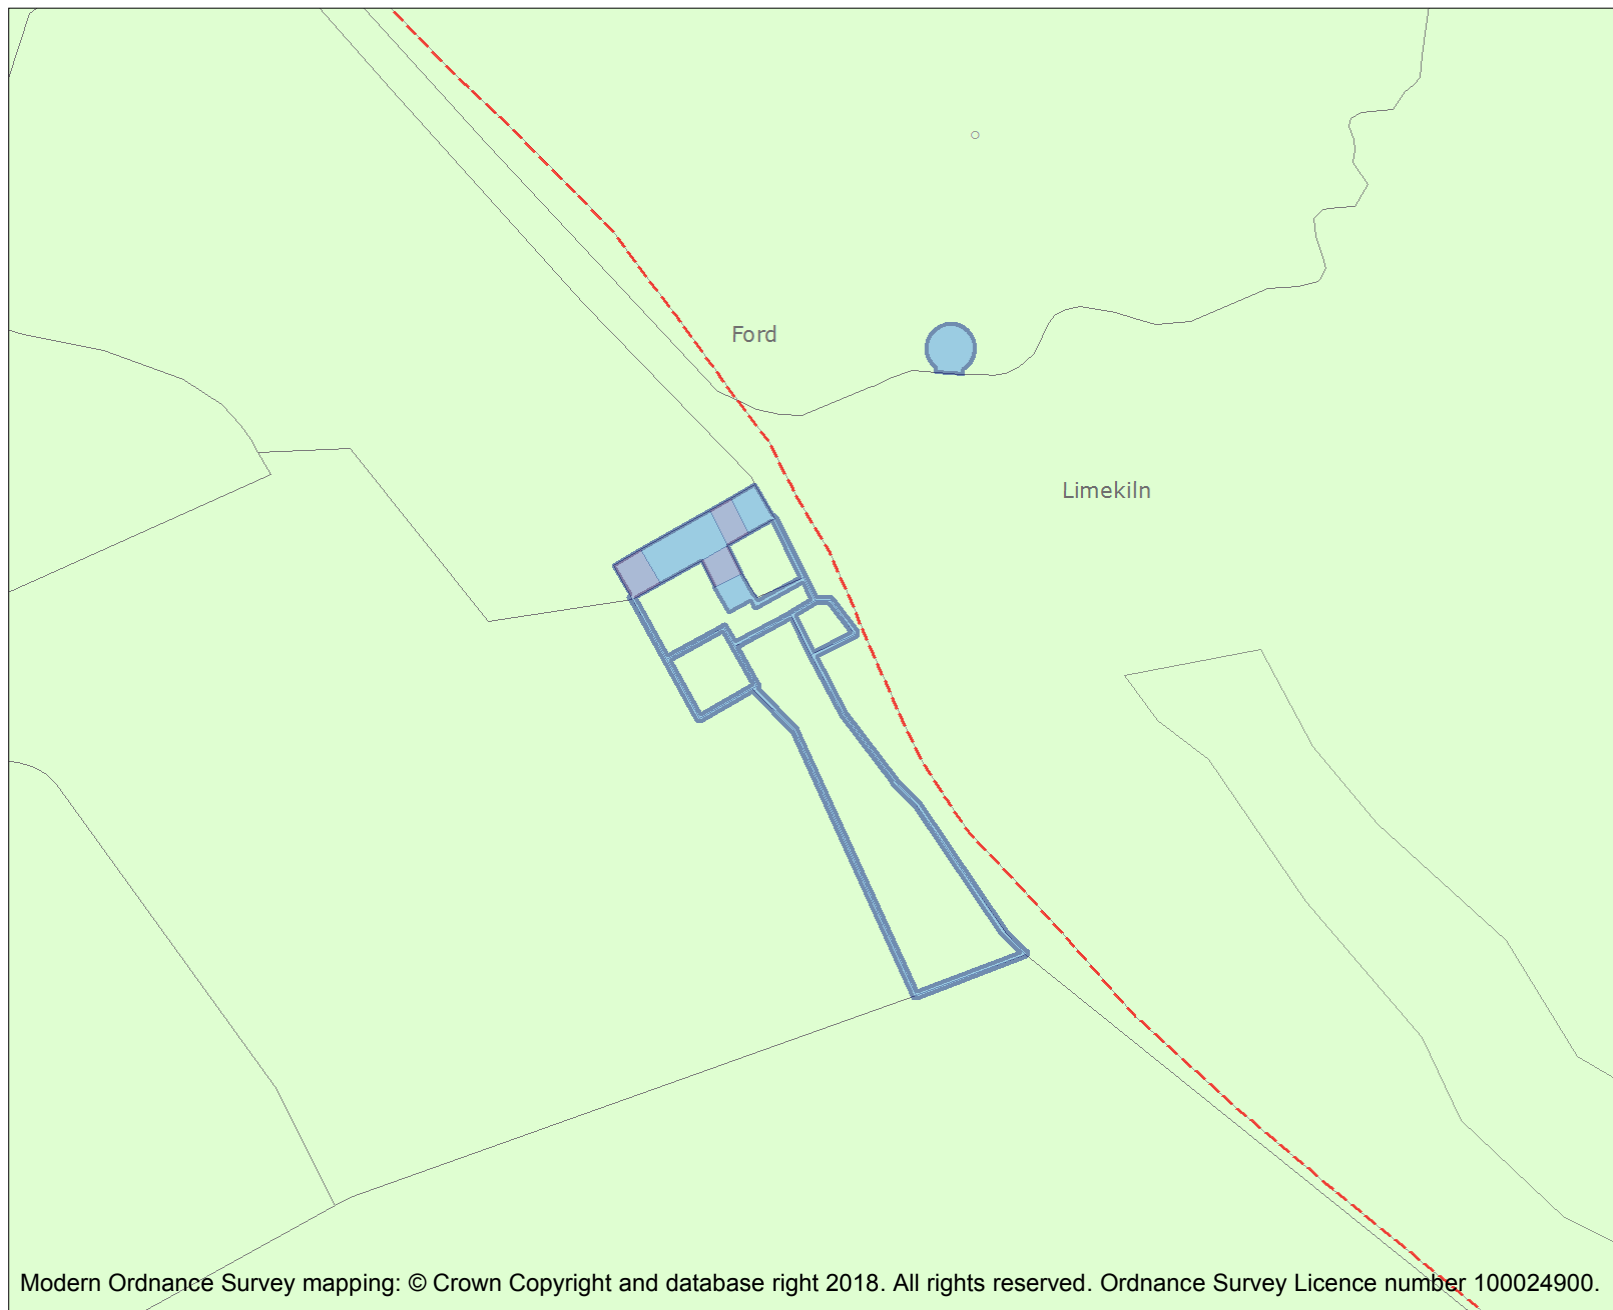 Ford
Limekiln
Modern Ordnance Survey mapping: © Crown Copyright and database right 2018. All rights reserved. Ordnance Survey Licence number 100024900.